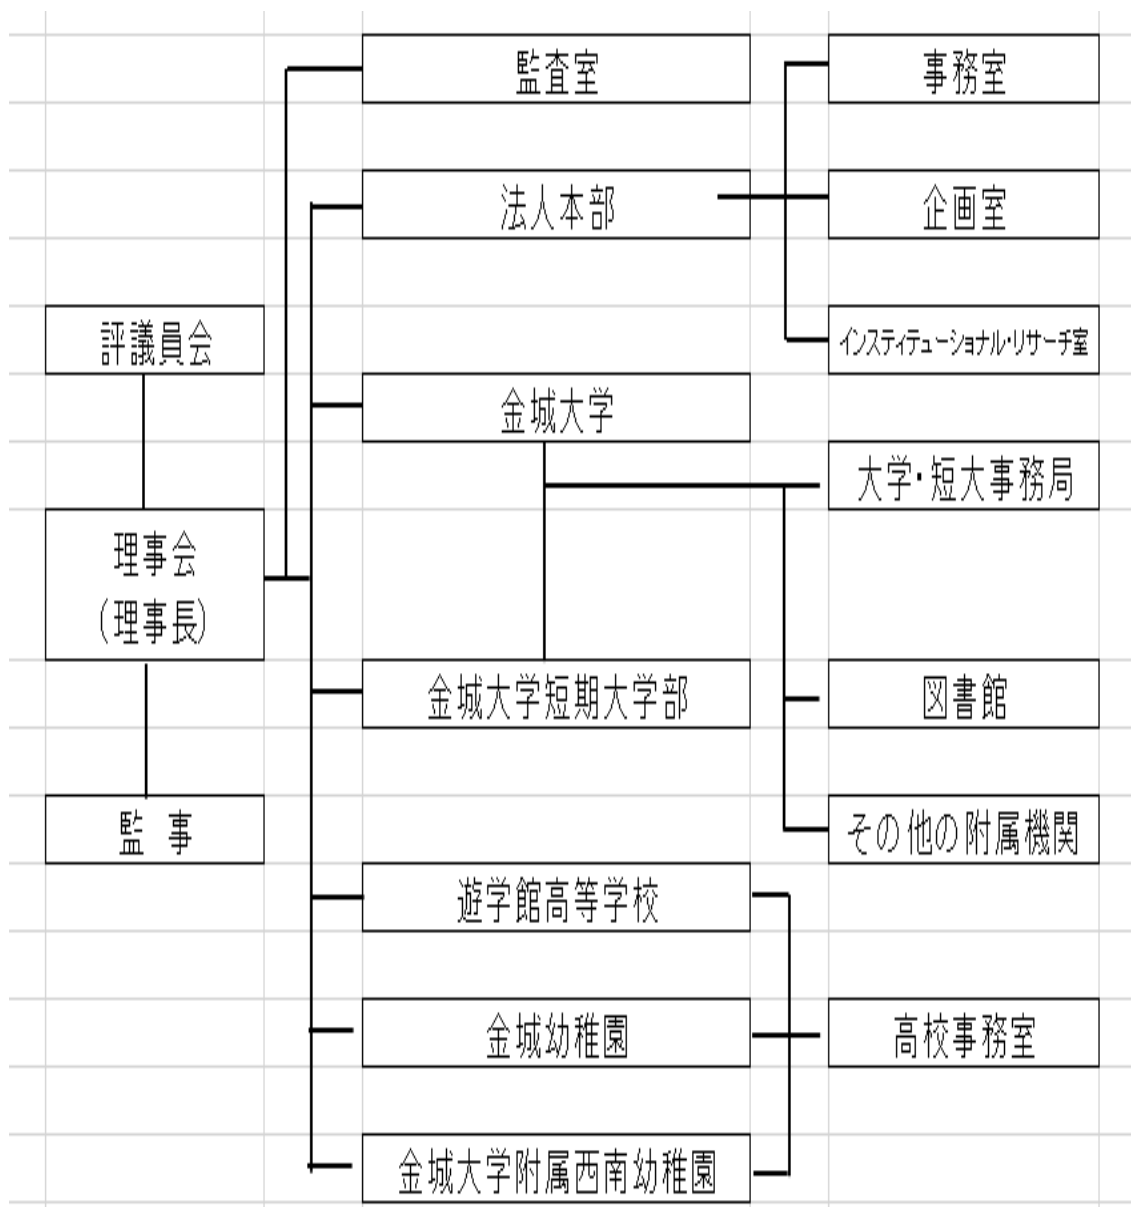 監査室
事務室
法人本部
企画室
評議員会
インスティテューショナル・リサーチ室
金城大学
大学・短大事務局
理事会
(理事長)
金城大学短期大学部
図書館
監 事
その他の附属機関
遊学館高等学校
金城幼稚園
高校事務室
金城大学附属西南幼稚園